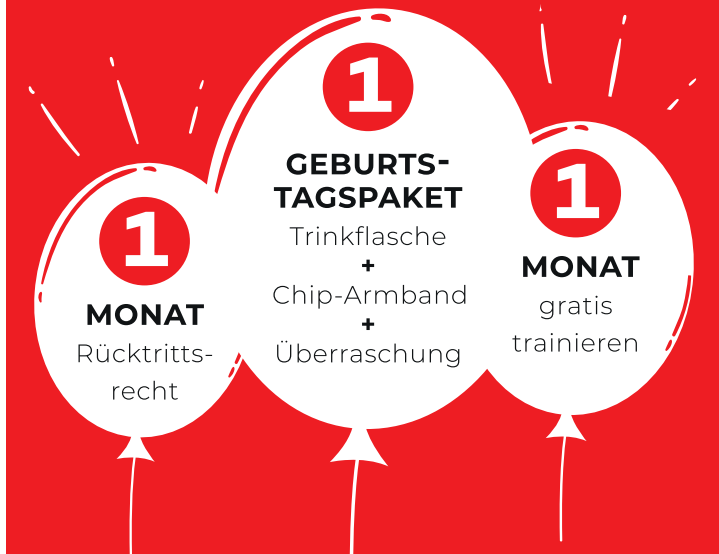 1
MONAT
Rücktritts-
recht
1
GEBURTS-
TAGSPAKET
Trinkflasche
+
Chip-Armband
+
Überraschung
1
MONAT
gratis
trainieren